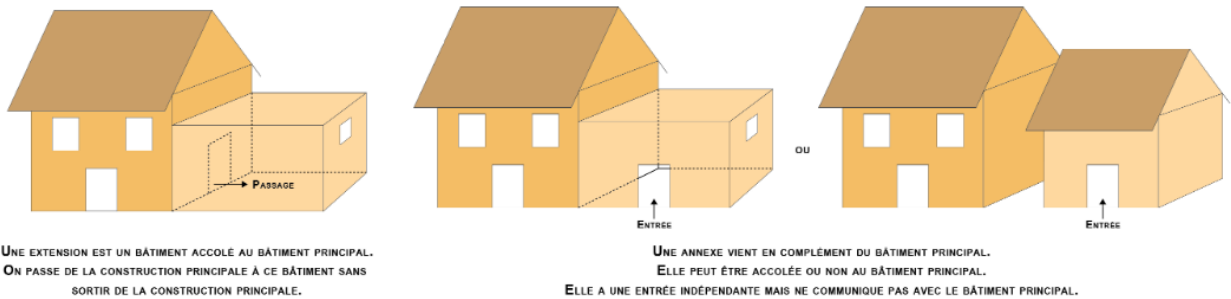 PASSAGE
ENTRÉE
OU
ENTRÉE
UNE EXTENSION EST UN BÂTIMENT ACCOLÉ AU BÂTIMENT PRINCIPAL.
ON PASSE DE LA CONSTRUCTION PRINCIPALE À CE BÂTIMENT SANS
SORTIR DE LA CONSTRUCTION PRINCIPALE.
UNE ANNEXE VIENT EN COMPLÉMENT DU BÂTIMENT PRINCIPAL.
ELLE PEUT ÊTRE ACCOLÉE OU NON AU BÂTIMENT PRINCIPAL.
ELLE A UNE ENTRÉE INDÉPENDANTE MAIS NE COMMUNIQUE PAS AVEC LE BÂTIMENT PRINCIPAL.